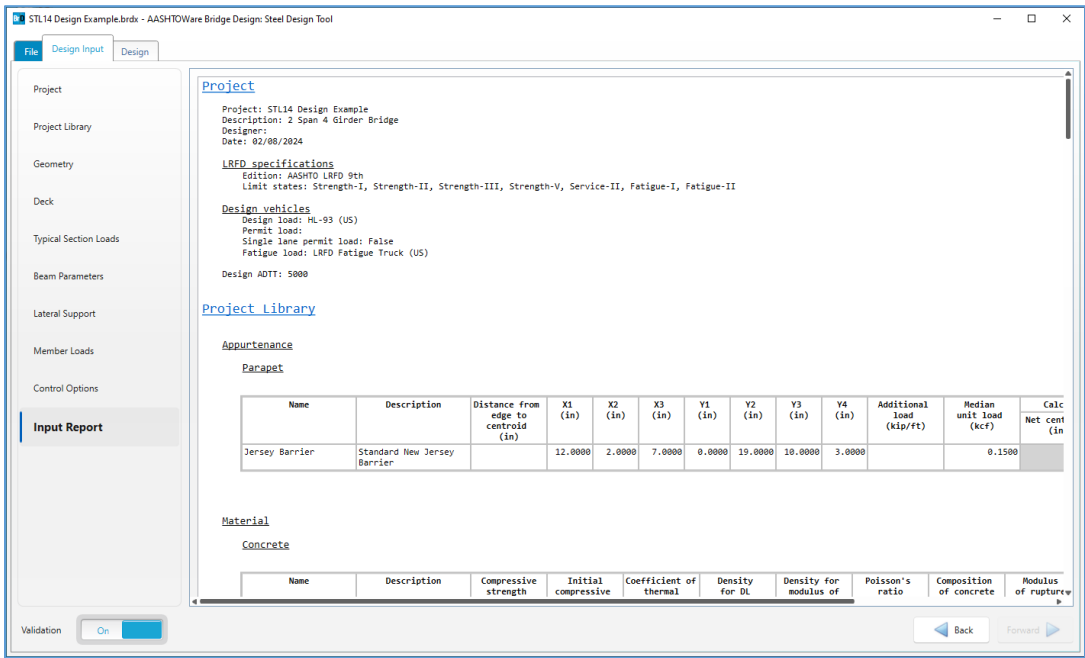 BrD STL14 Design Example.brdx - AASHTOWare Bridge Design: Steel Design Tool
File Design Input Design
Project
Project Library
Geometry
Deck
Typical Section Loads
Beam Parameters
Lateral Support
Member Loads
Control Options
Input Report
Project
Project: STL14 Design Example
Description: 2 Span 4 Girder Bridge
Designer:
Date: 02/08/2024
LRFD specifications
Edition: AASHTO LRFD 9th
Limit states: Strength-I, Strength-II, Strength-III, Strength-V, Service-II, Fatigue-I, Fatigue-II
Design vehicles
Design load: HL-93 (US)
Permit load:
Single lane permit load: False
Fatigue load: LRFD Fatigue Truck (US)
Design ADTT: 5000
Project Library
Appurtenance
Parapet
Name Description Distance from X1 X2 X3 Y1 Y2 Y3 Y4 Additional Median Calc
edge to (in) (in) (in) (in) (in) (in) (in) load unit load Net cent
centroid (kip/ft) (kcf) (in
(in)
Jersey Barrier Standard New Jersey 12.0000 2.0000 7.0000 0.0000 19.0000 10.0000 3.0000 0.1500
Barrier
Material
Concrete
Name Description Compressive Initial Coefficient of Density Density for Poisson's Composition Modulus
strength compressive thermal for DL modulus of ratio of concrete of rupture
Validation On Back Forward